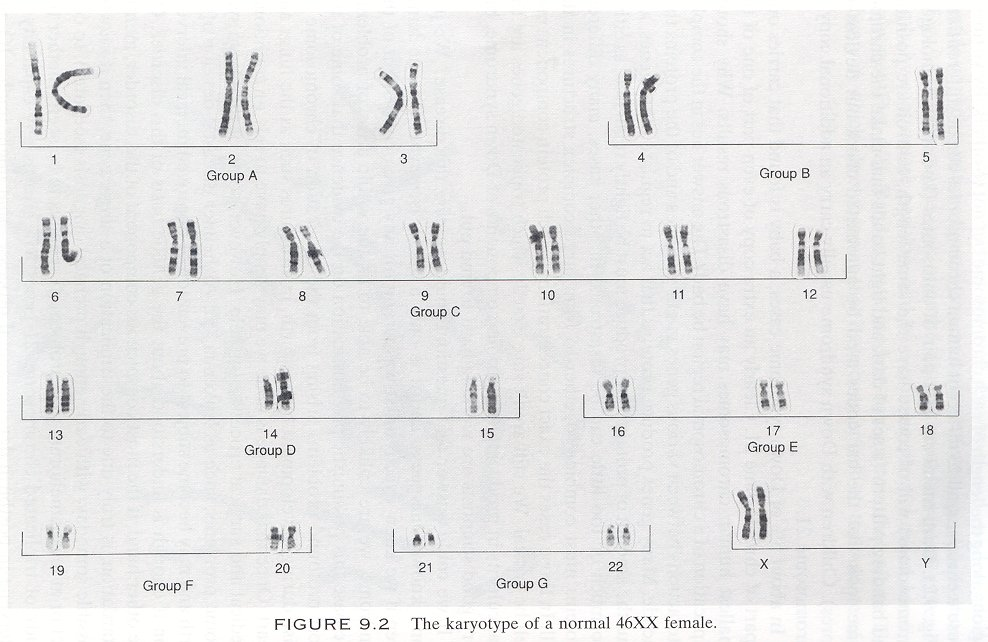 1 2 3 4 5
Group A Group B
6 7 8 9 10 11 12
Group C
13 14 15 16 17 18
Group D Group E
19 20 21 22 X Y
Group F Group G
FIGURE 9.2 The karyotype of a normal 46XX female.